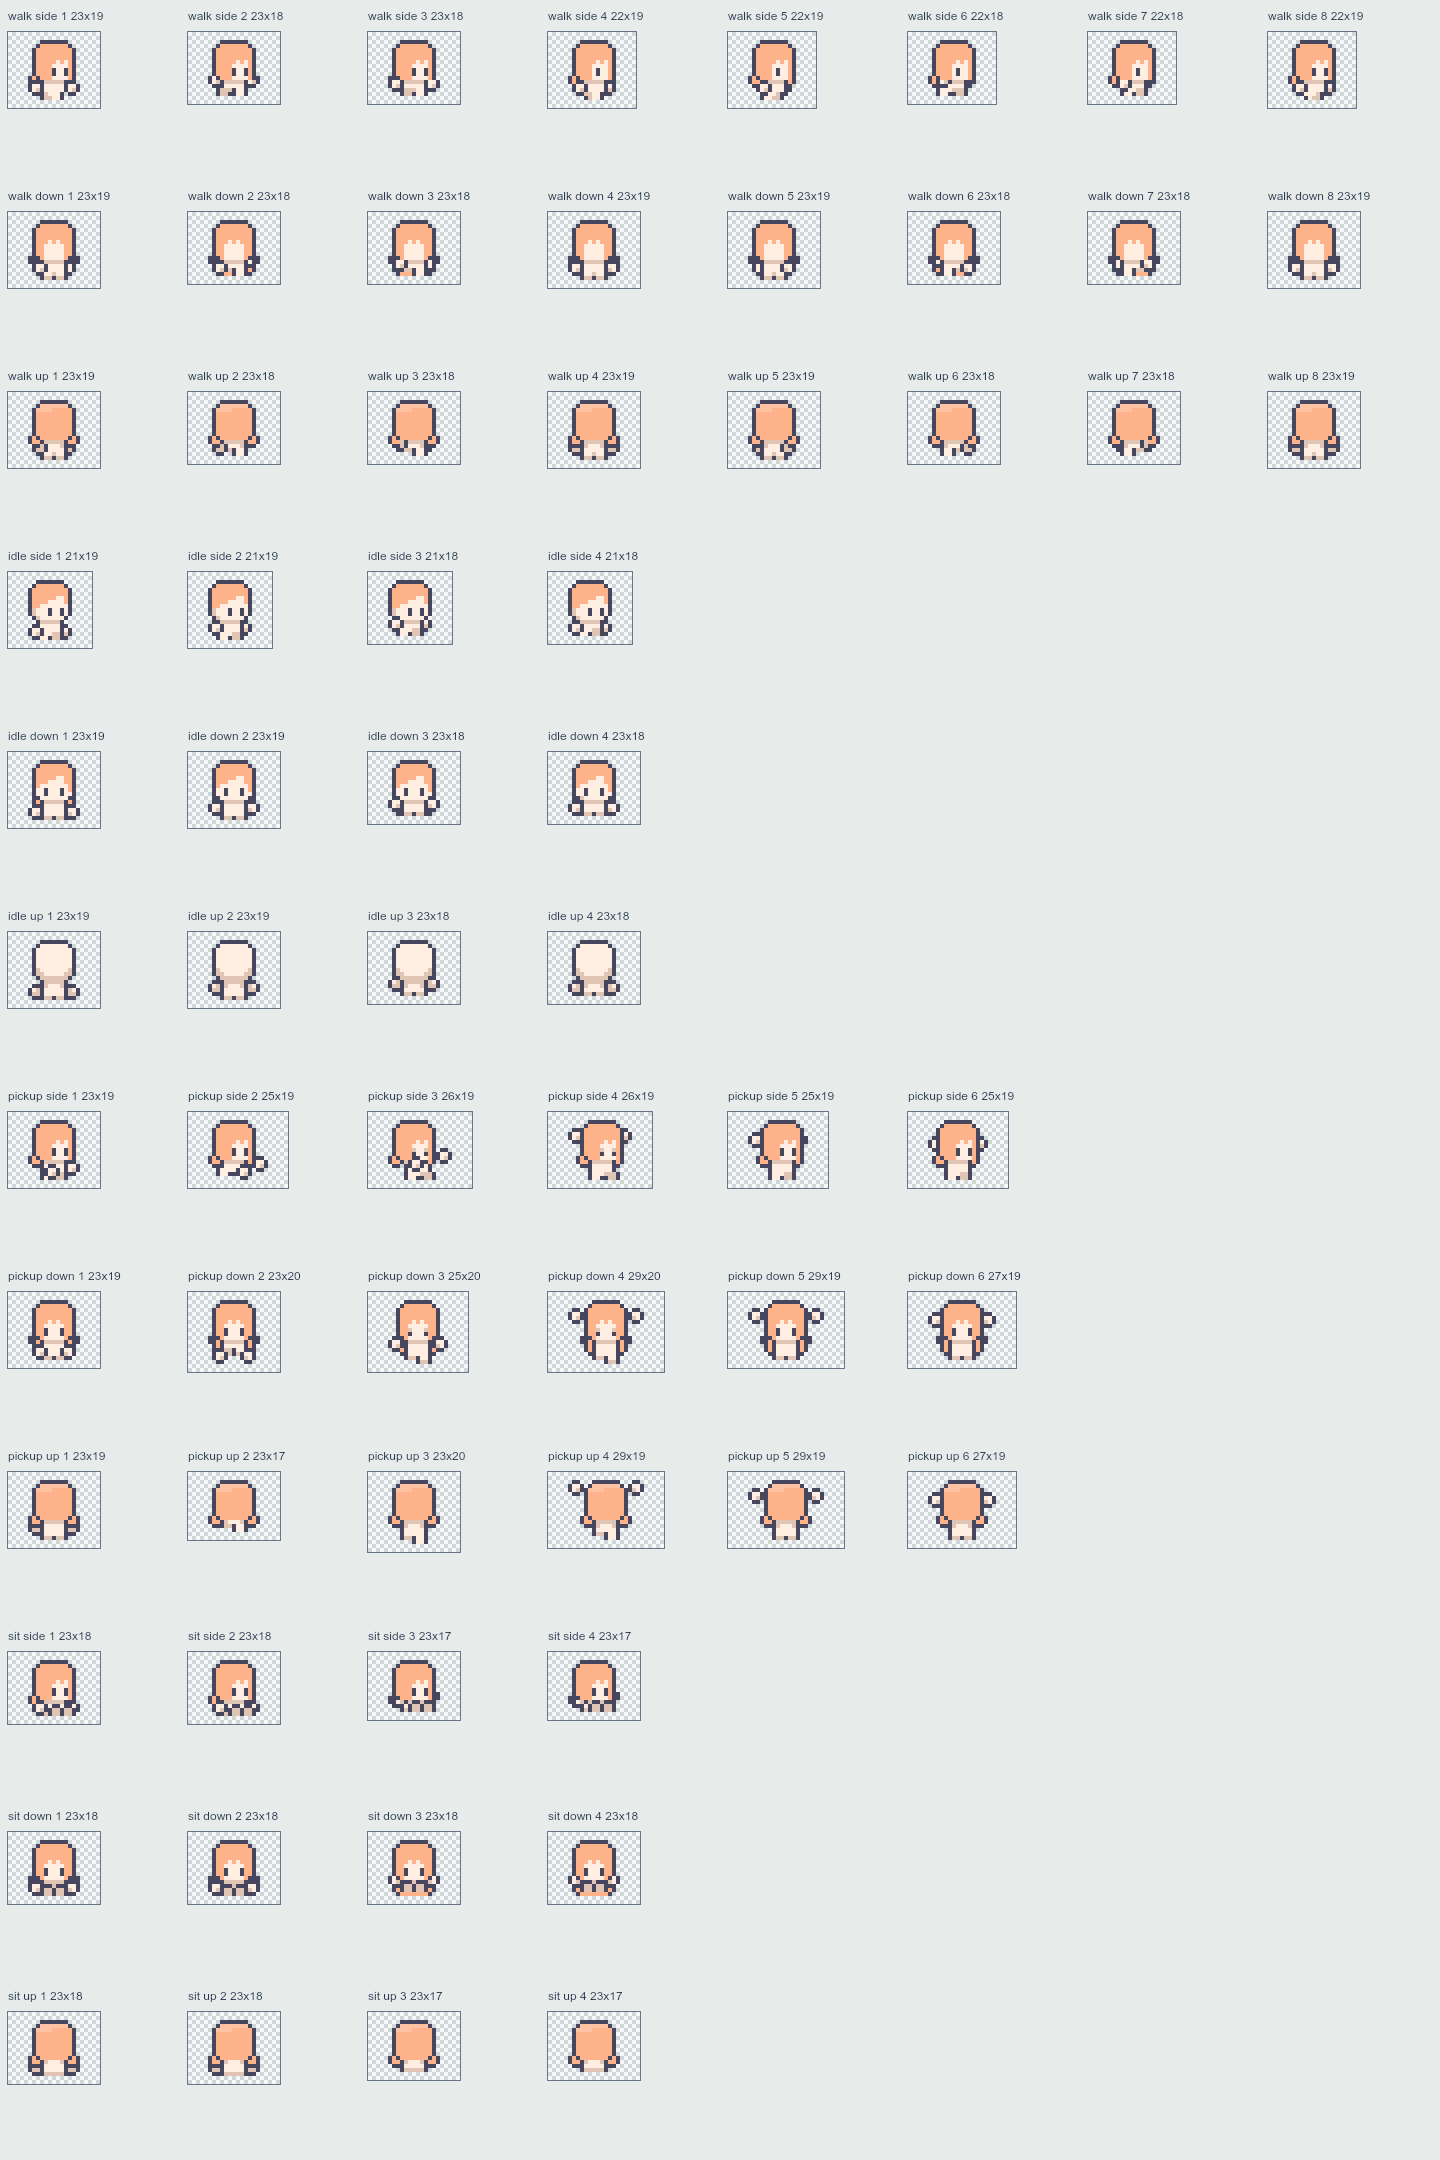 walk side 1 23x19 walk side 2 23x18 walk side 3 23x18 walk side 4 22x19 walk side 5 22x19 walk side 6 22x18 walk side 7 22x18 walk side 8 22x19
walk down 1 23x19 walk down 2 23x18 walk down 3 23x18 walk down 4 23x19 walk down 5 23x19 walk down 6 23x18 walk down 7 23x18 walk down 8 23x19
walk up 1 23x19 walk up 2 23x18 walk up 3 23x18 walk up 4 23x19 walk up 5 23x19 walk up 6 23x18 walk up 7 23x18 walk up 8 23x19
idle side 1 21x19 idle side 2 21x19 idle side 3 21x18 idle side 4 21x18
idle down 1 23x19 idle down 2 23x19 idle down 3 23x18 idle down 4 23x18
idle up 1 23x19 idle up 2 23x19 idle up 3 23x18 idle up 4 23x18
pickup side 1 23x19 pickup side 2 25x19 pickup side 3 26x19 pickup side 4 26x19 pickup side 5 25x19 pickup side 6 25x19
pickup down 1 23x19 pickup down 2 23x20 pickup down 3 25x20 pickup down 4 29x20 pickup down 5 29x19 pickup down 6 27x19
pickup up 1 23x19 pickup up 2 23x17 pickup up 3 23x20 pickup up 4 29x19 pickup up 5 29x19 pickup up 6 27x19
sit side 1 23x18 sit side 2 23x18 sit side 3 23x17 sit side 4 23x17
sit down 1 23x18 sit down 2 23x18 sit down 3 23x18 sit down 4 23x18
sit up 1 23x18 sit up 2 23x18 sit up 3 23x17 sit up 4 23x17